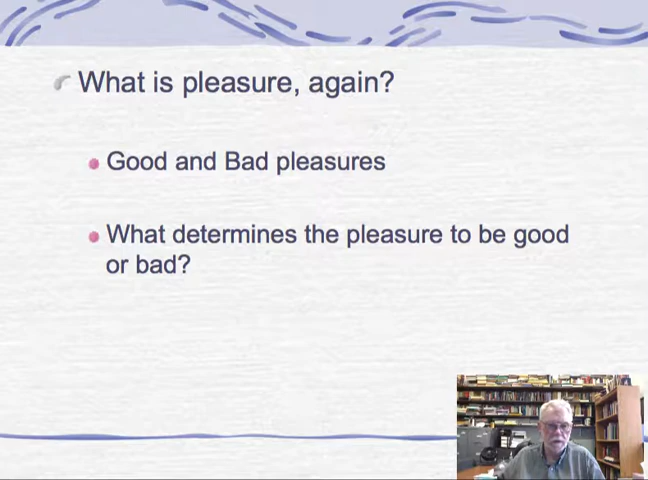 What is pleasure, again?
Good and Bad pleasures
What determines the pleasure to be good
or bad?